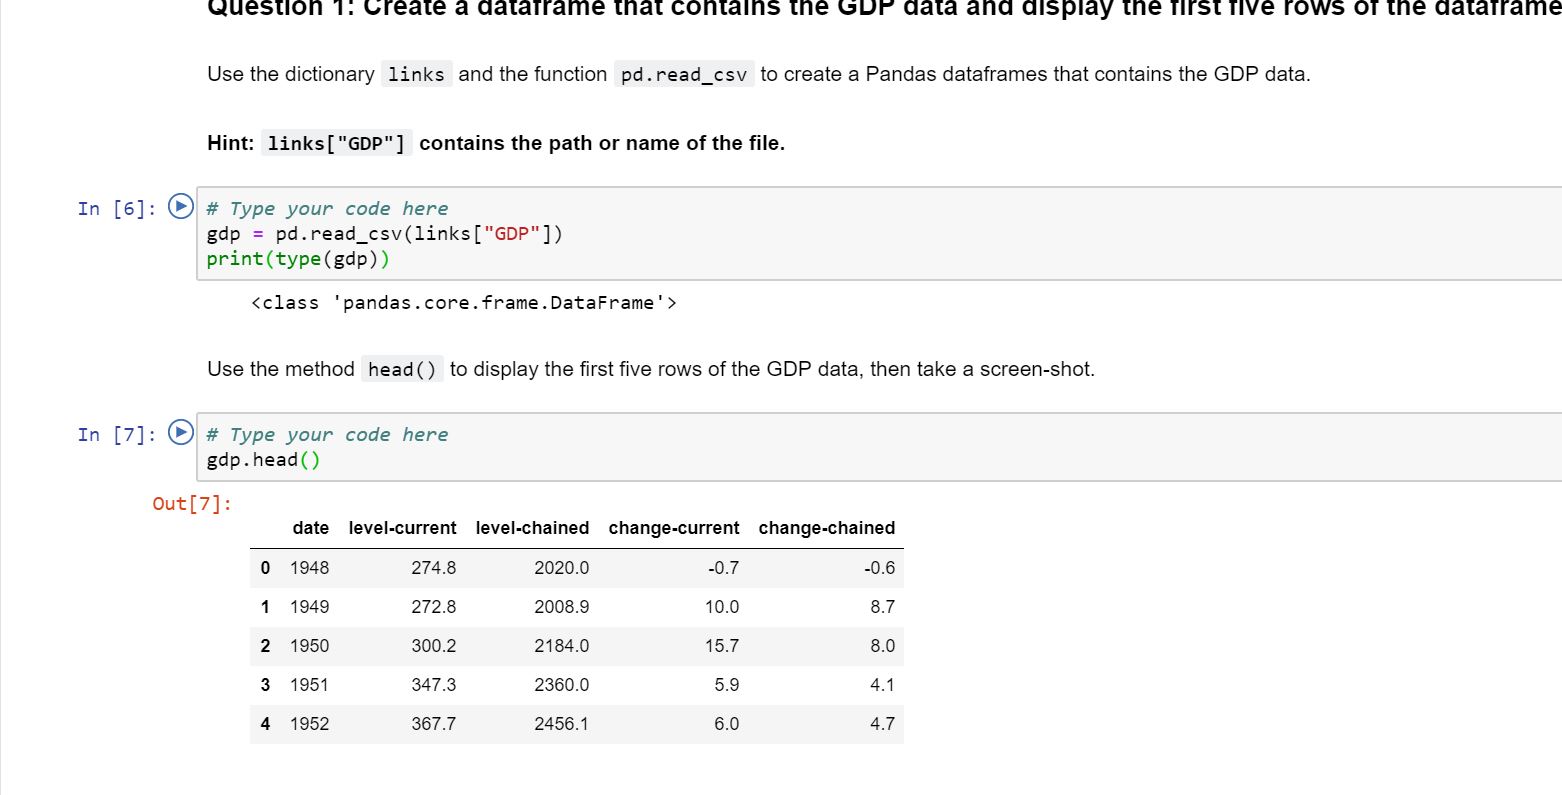 Question 1: Create a dataframe that contains the GDP data and display the first five rows of the dataframe
Use the dictionary links and the function pd.read_csv to create a Pandas dataframes that contains the GDP data.
Hint: links["GDP"] contains the path or name of the file.
In [6]: # Type your code here
gdp = pd.read_csv(links["GDP"])
print(type(gdp))
<class 'pandas.core.frame.DataFrame'>
Use the method head() to display the first five rows of the GDP data, then take a screen-shot.
In [7]: # Type your code here
gdp.head()
Out[7]:
date level-current level-chained change-current change-chained
0 1948 274.8 2020.0 -0.7 -0.6
1 1949 272.8 2008.9 10.0 8.7
2 1950 300.2 2184.0 15.7 8.0
3 1951 347.3 2360.0 5.9 4.1
4 1952 367.7 2456.1 6.0 4.7